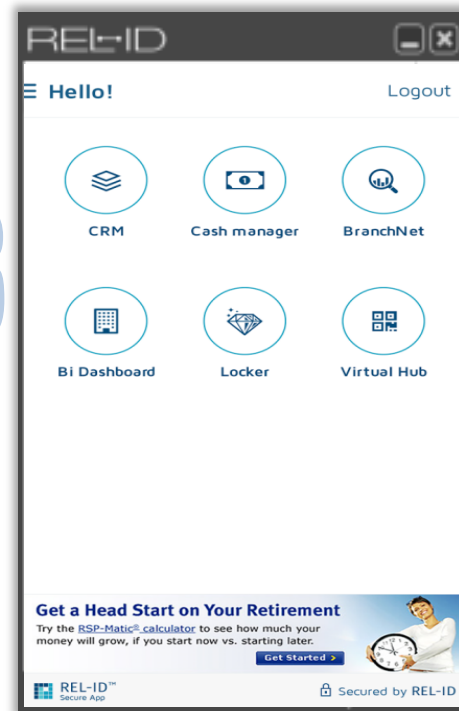 REL-ID
Hello!
Logout
CRM
Cash manager
BranchNet
Bi Dashboard
Locker
Virtual Hub
Get a Head Start on Your Retirement
Try the RSP-Matic® calculator to see how much your
money will grow, if you start now vs. starting later.
Get Started >
REL-ID™
Secure App
Secured by REL-ID